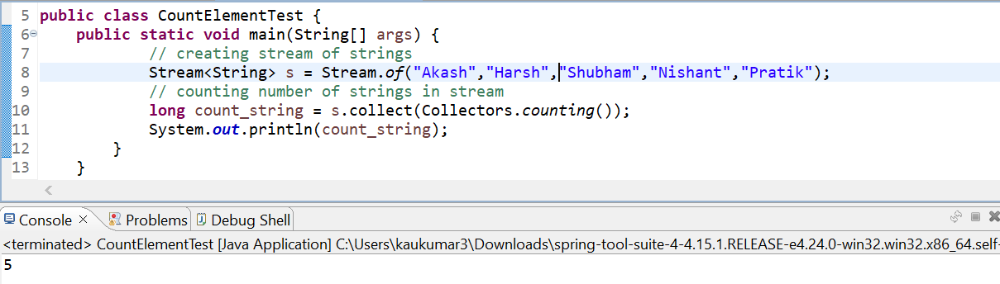 5 public class CountElementTest {
6 public static void main(String[] args) {
7 // creating stream of strings
8 Stream<String> s = Stream.of("Akash","Harsh","Shubham","Nishant","Pratik");
9 // counting number of strings in stream
10 long count_string = s.collect(Collectors.counting());
11 System.out.println(count_string);
12 }
13 }
Console Problems Debug Shell
<terminated> CountElementTest [Java Application] C:\Users\kaukumar3\Downloads\spring-tool-suite-4-4.15.1.RELEASE-e4.24.0-win32.win32.x86_64.self-
5